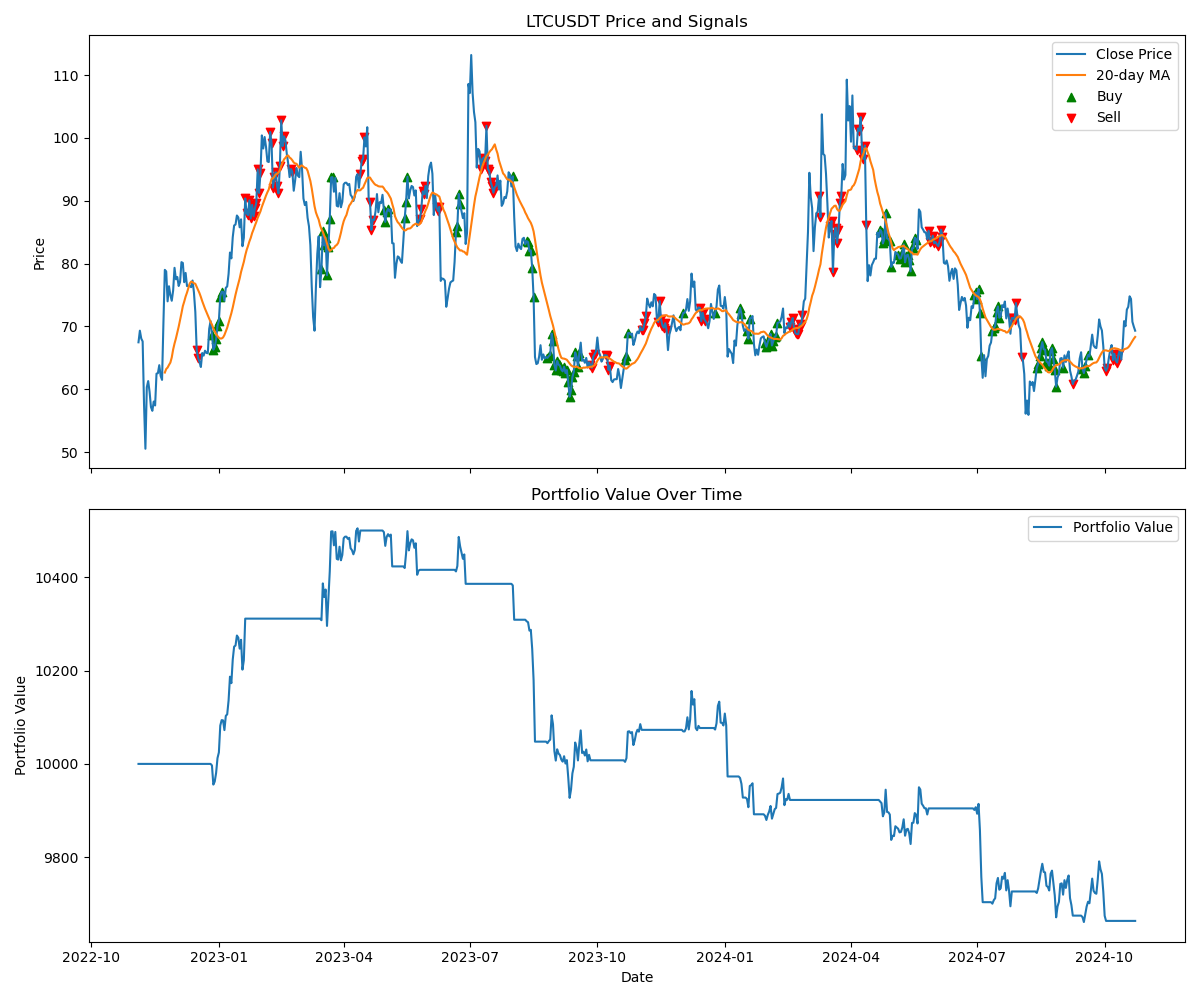 LTCUSDT Price and Signals
Close Price
20-day MA
Buy
Sell
110
100
90
80
70
60
50
Price
Portfolio Value Over Time
Portfolio Value
10400
10200
10000
9800
Portfolio Value
2022-10
2023-01
2023-04
2023-07
2023-10
2024-01
2024-04
2024-07
2024-10
Date